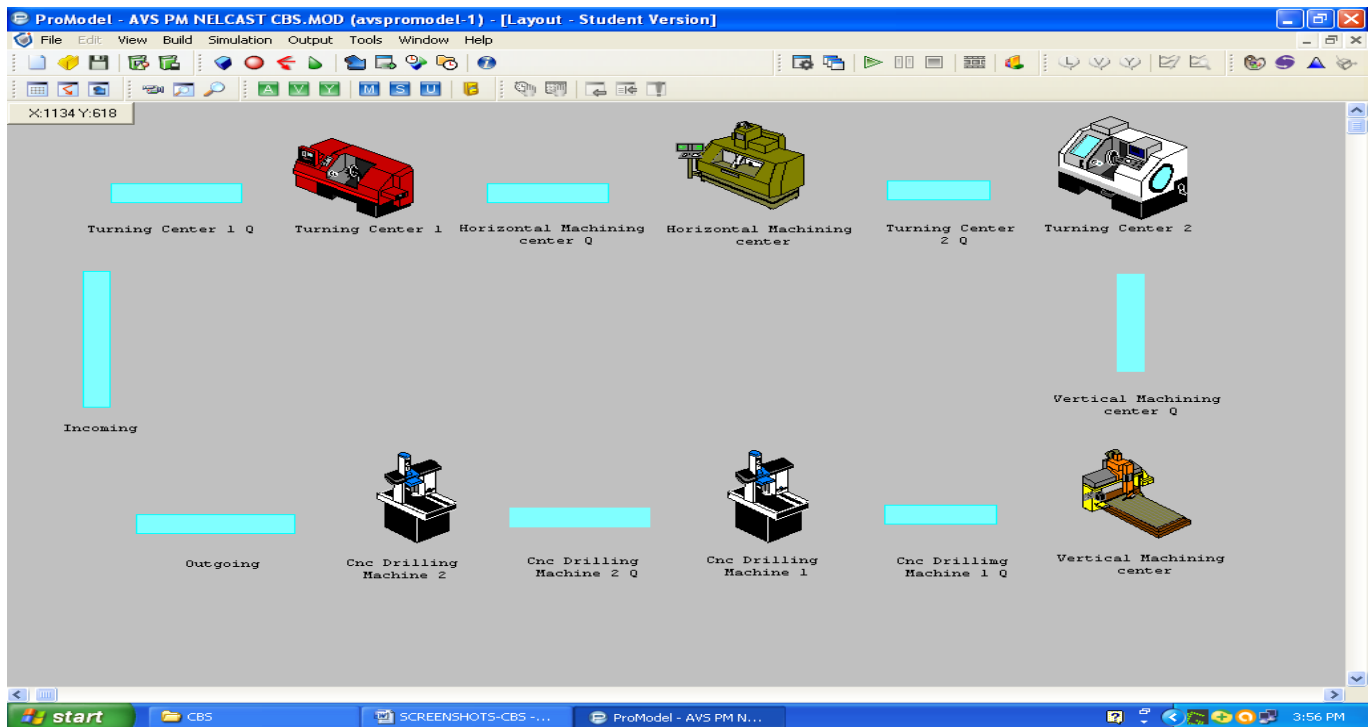 ProModel - AVS PM NELCAST CBS.MOD (avspromodel-1) - [Layout - Student Version]
File Edit View Build Simulation Output Tools Window Help
A V Y M S U B
X:1134 Y:618
Turning Center 1 Q
Turning Center 1
Horizontal Machining
center Q
Horizontal Machining
center
Turning Center
2 Q
Turning Center 2
Vertical Machining
center Q
Incoming
Outgoing
Cnc Drilling
Machine 2
Cnc Drilling
Machine 2 Q
Cnc Drilling
Machine 1
Cnc Drillimg
Machine 1 Q
Vertical Machining
center
start CBS SCREENSHOTS-CBS -... ProModel - AVS PM N... 3:56 PM